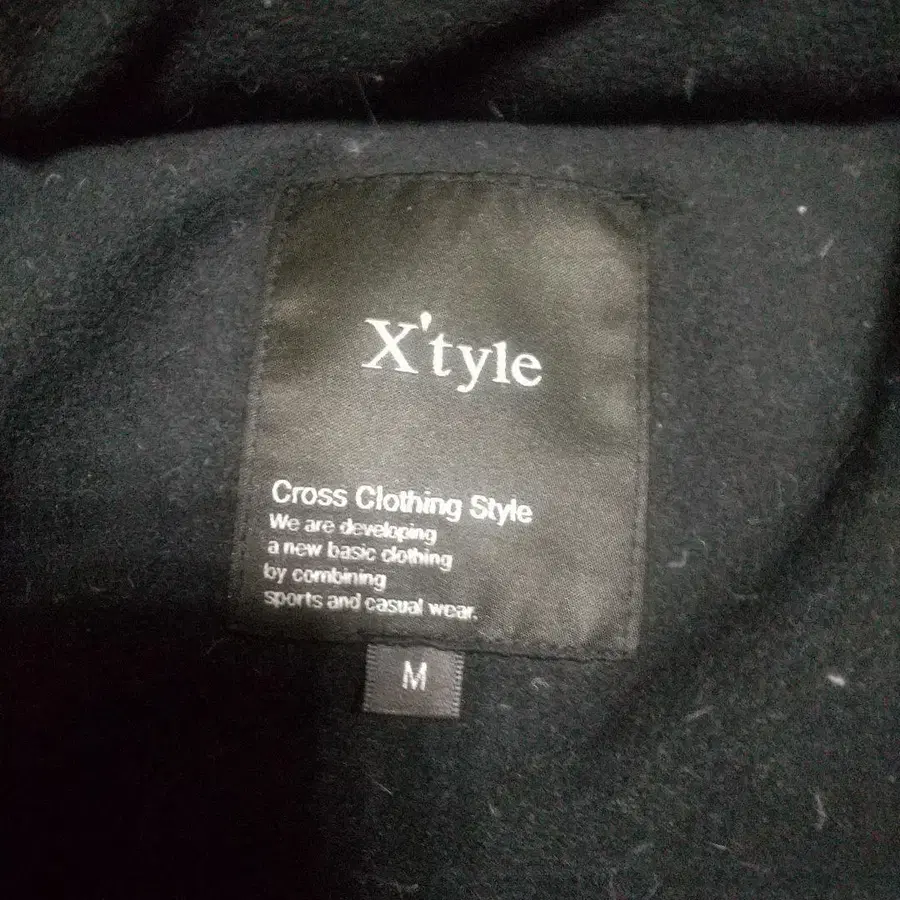 X'tyle
Cross Clothing Style
We are developing
a new basic clothing
by combining
sports and casual wear.
M